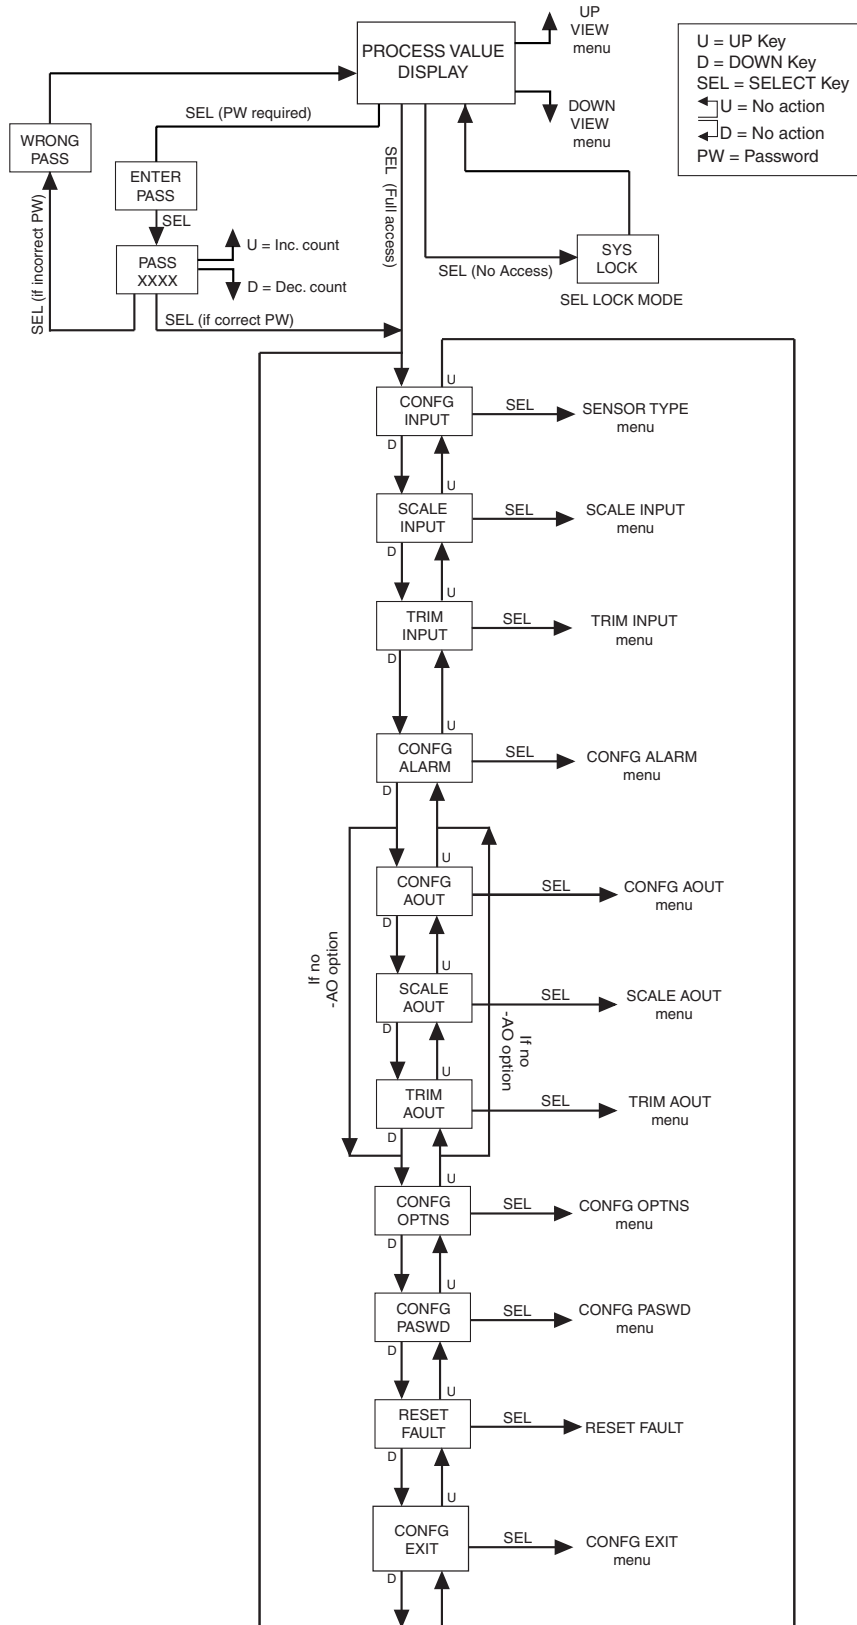 UP
VIEW
menu
PROCESS VALUE
DISPLAY
DOWN
VIEW
menu
U = UP Key
D = DOWN Key
SEL = SELECT Key
U = No action
D = No action
PW = Password
SEL (PW required)
WRONG
PASS
ENTER
PASS
SEL
PASS
XXXX
U = Inc. count
D = Dec. count
SEL (if incorrect PW)
SEL (if correct PW)
SEL (Full access)
SEL (No Access)
SYS
LOCK
SEL LOCK MODE
U
CONFG
INPUT
SEL
SENSOR TYPE
menu
D
U
SCALE
INPUT
SEL
SCALE INPUT
menu
D
U
TRIM
INPUT
SEL
TRIM INPUT
menu
D
U
CONFG
ALARM
SEL
CONFG ALARM
menu
D
U
CONFG
AOUT
SEL
CONFG AOUT
menu
D
If no
-AO option
U
SCALE
AOUT
SEL
SCALE AOUT
menu
D
If no
-AO option
U
TRIM
AOUT
SEL
TRIM AOUT
menu
D
U
CONFG
OPTNS
SEL
CONFG OPTNS
menu
D
U
CONFG
PASWD
SEL
CONFG PASWD
menu
D
U
RESET
FAULT
SEL
RESET FAULT
D
U
CONFG
EXIT
SEL
CONFG EXIT
menu
D